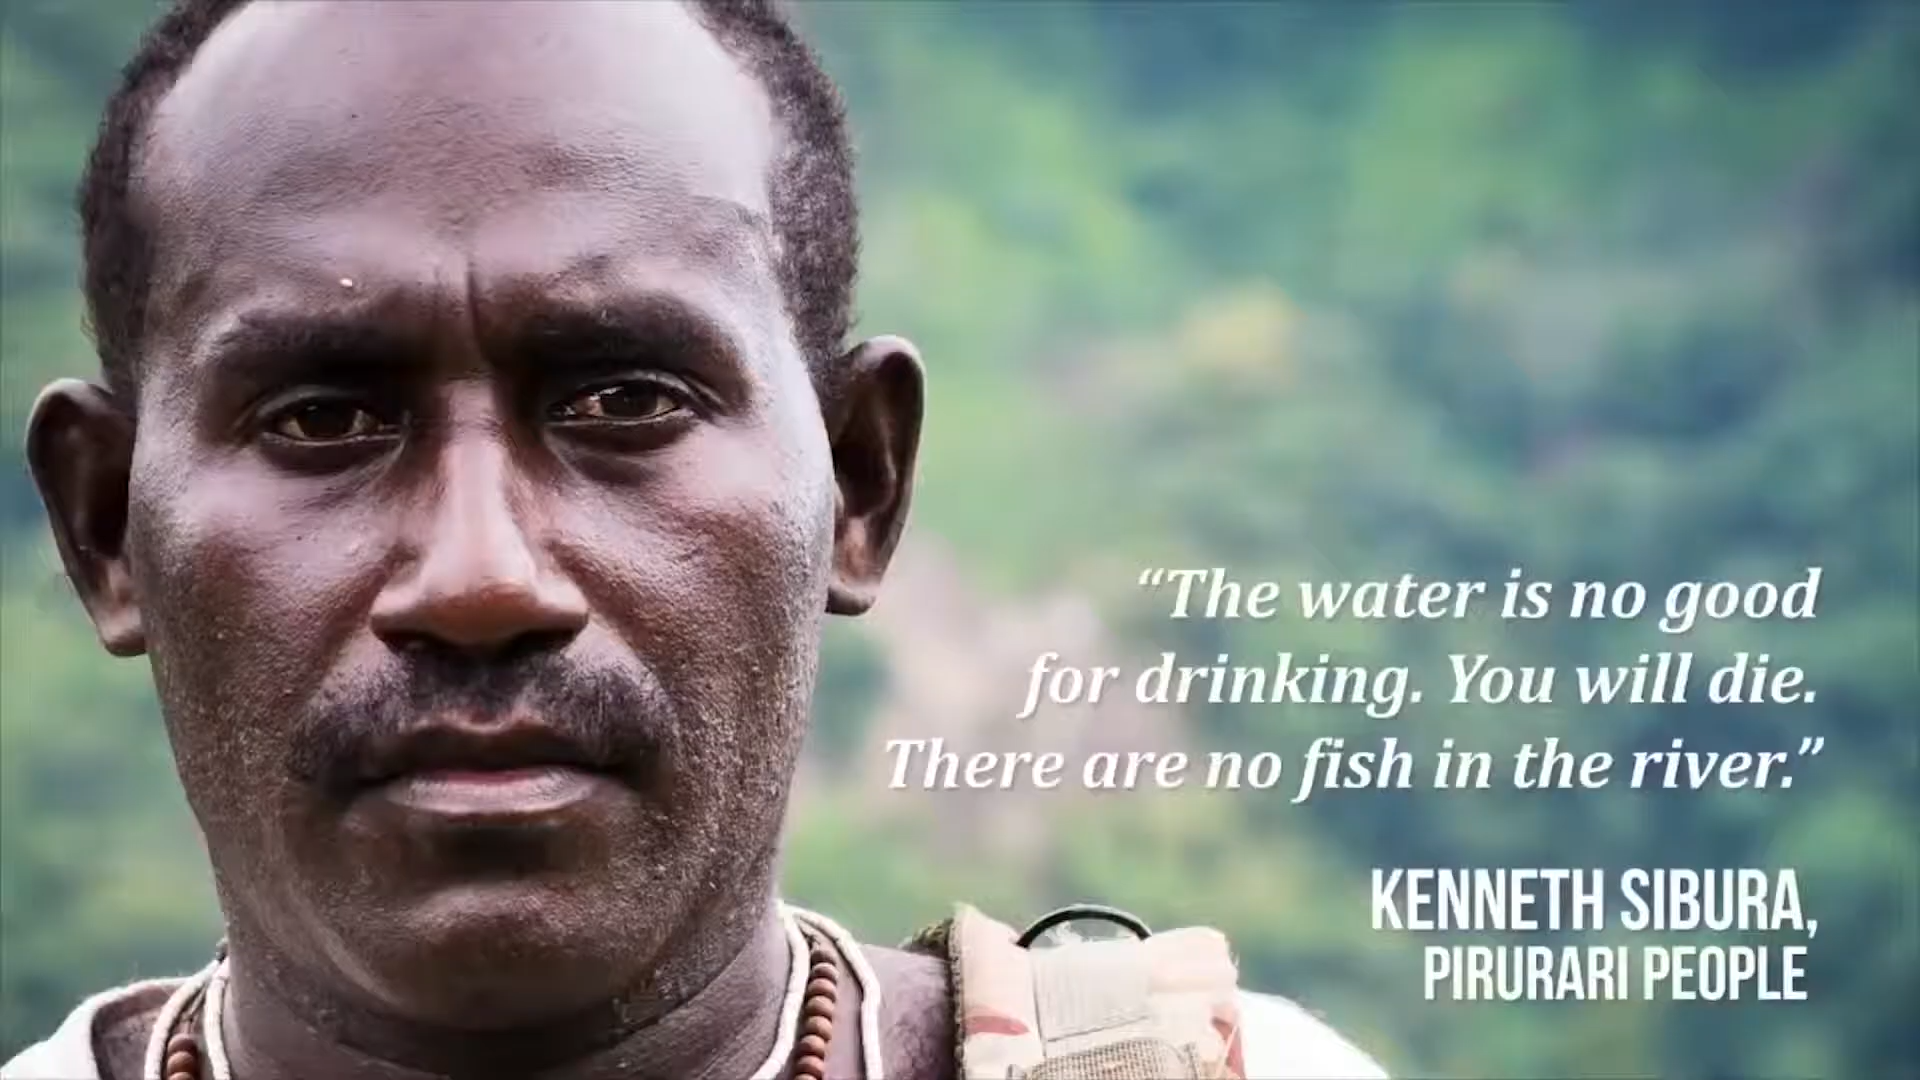 “The water is no good
for drinking. You will die.
There are no fish in the river.”
KENNETH SIBURA,
PIRURARI PEOPLE